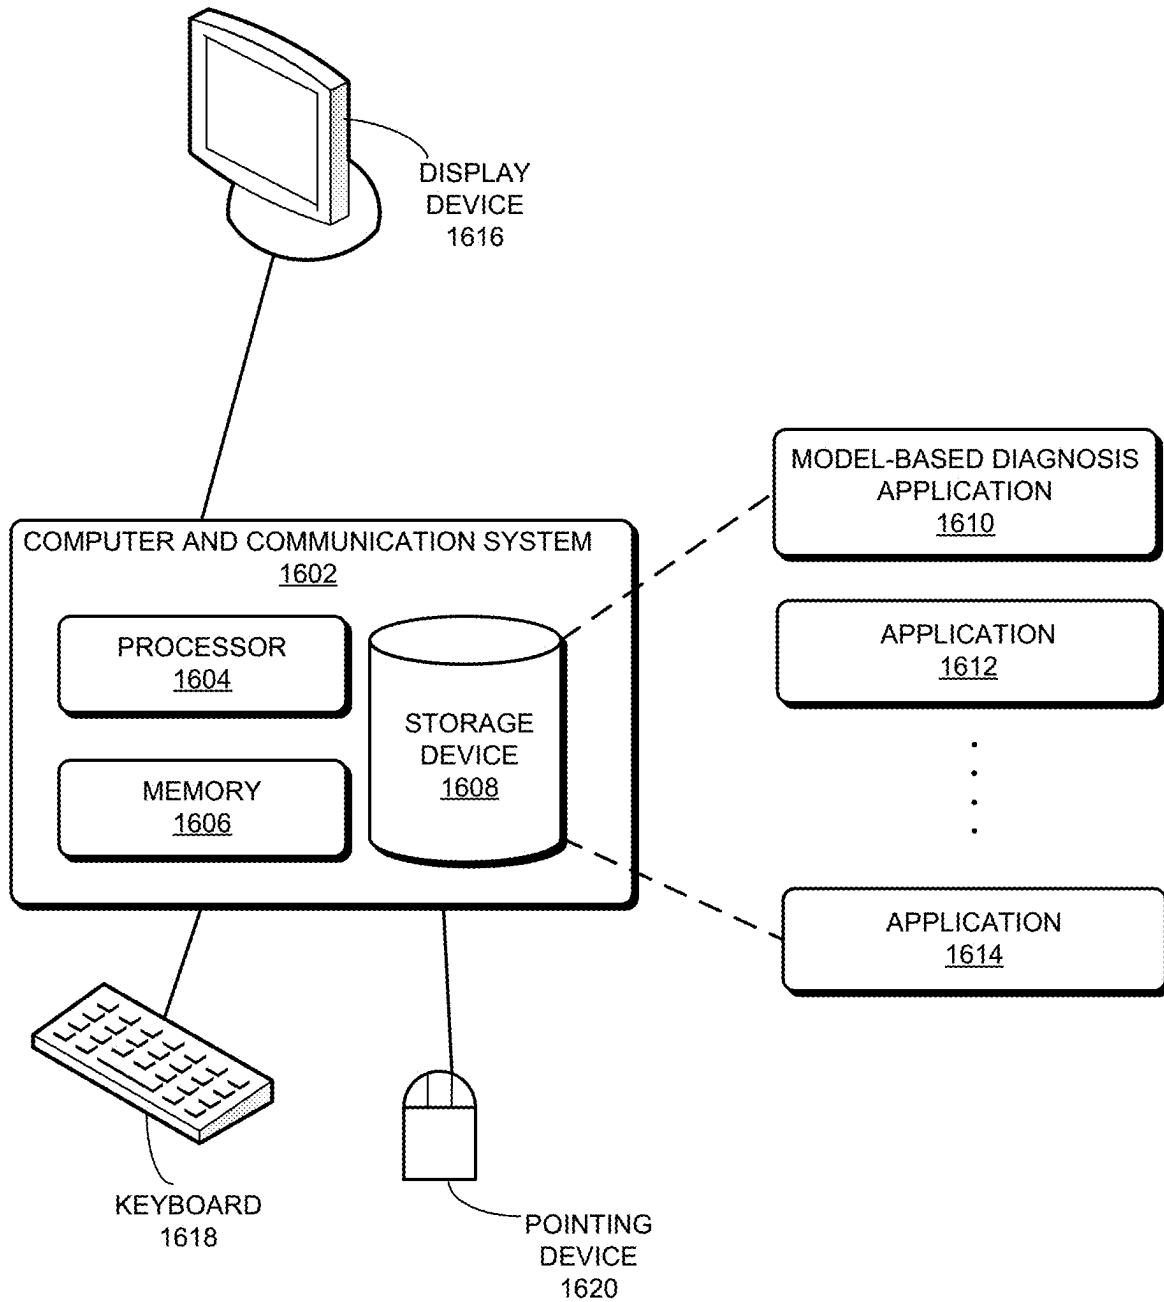 DISPLAY
DEVICE
1616
MODEL-BASED DIAGNOSIS
APPLICATION
1610
COMPUTER AND COMMUNICATION SYSTEM
1602
PROCESSOR
1604
MEMORY
1606
STORAGE
DEVICE
1608
APPLICATION
1612
APPLICATION
1614
KEYBOARD
1618
POINTING
DEVICE
1620